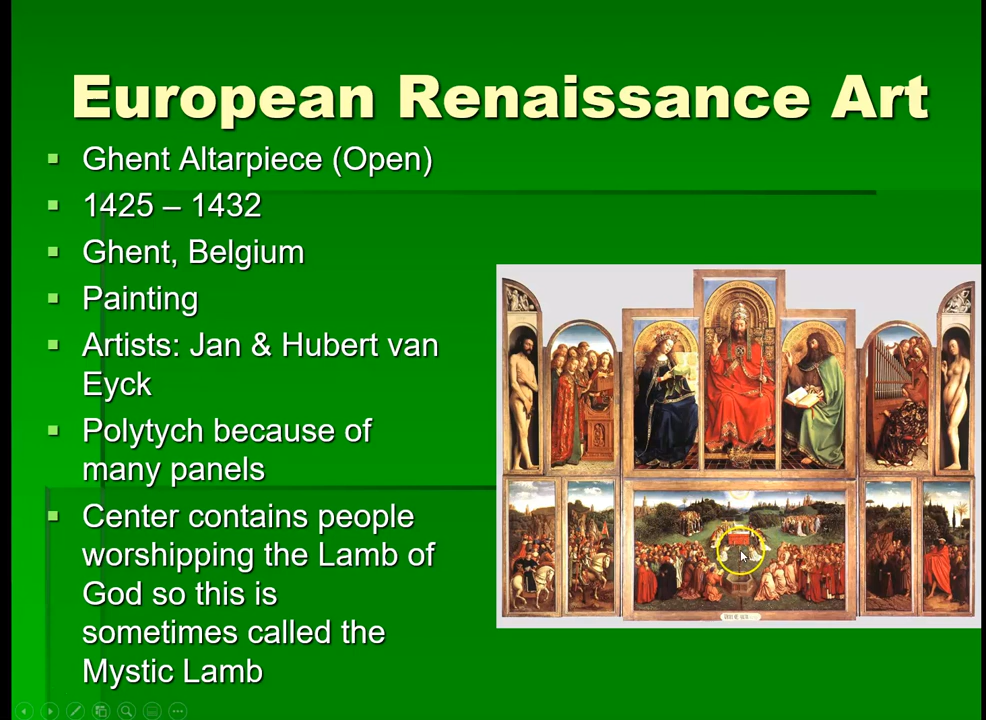 European Renaissance Art
Ghent Altarpiece (Open)
1425 – 1432
Ghent, Belgium
Painting
Artists: Jan & Hubert van
Eyck
Polytych because of
many panels
Center contains people
worshipping the Lamb of
God so this is
sometimes called the
Mystic Lamb